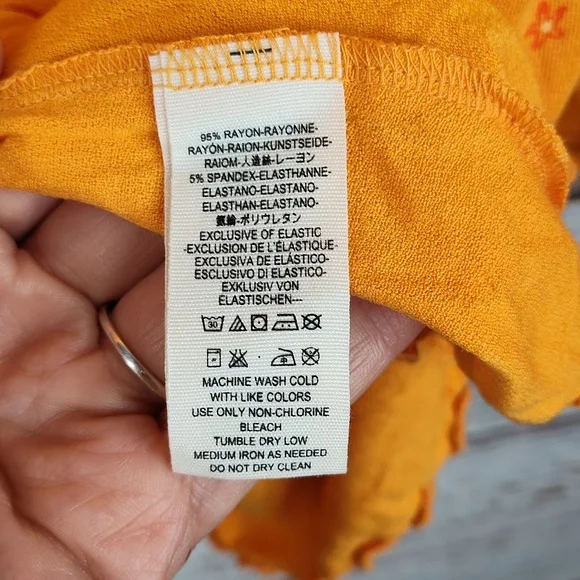 95% RAYON-RAYONNE-
RAYÓN-RAION-KUNSTSEIDE-
RAIOM-人造絲-レーヨン
5% SPANDEX-ELASTHANNE-
ELASTANO-ELASTANO-
ELASTHAN-ELASTANO-
氨綸-ポリウレタン
EXCLUSIVE OF ELASTIC
-EXCLUSION DE L'ÉLASTIQUE-
EXCLUSIVA DE ELÁSTICO-
ESCLUSIVO DI ELASTICO-
EXKLUSIV VON
ELASTISCHEN---
30
MACHINE WASH COLD
WITH LIKE COLORS
USE ONLY NON-CHLORINE
BLEACH
TUMBLE DRY LOW
MEDIUM IRON AS NEEDED
DO NOT DRY CLEAN